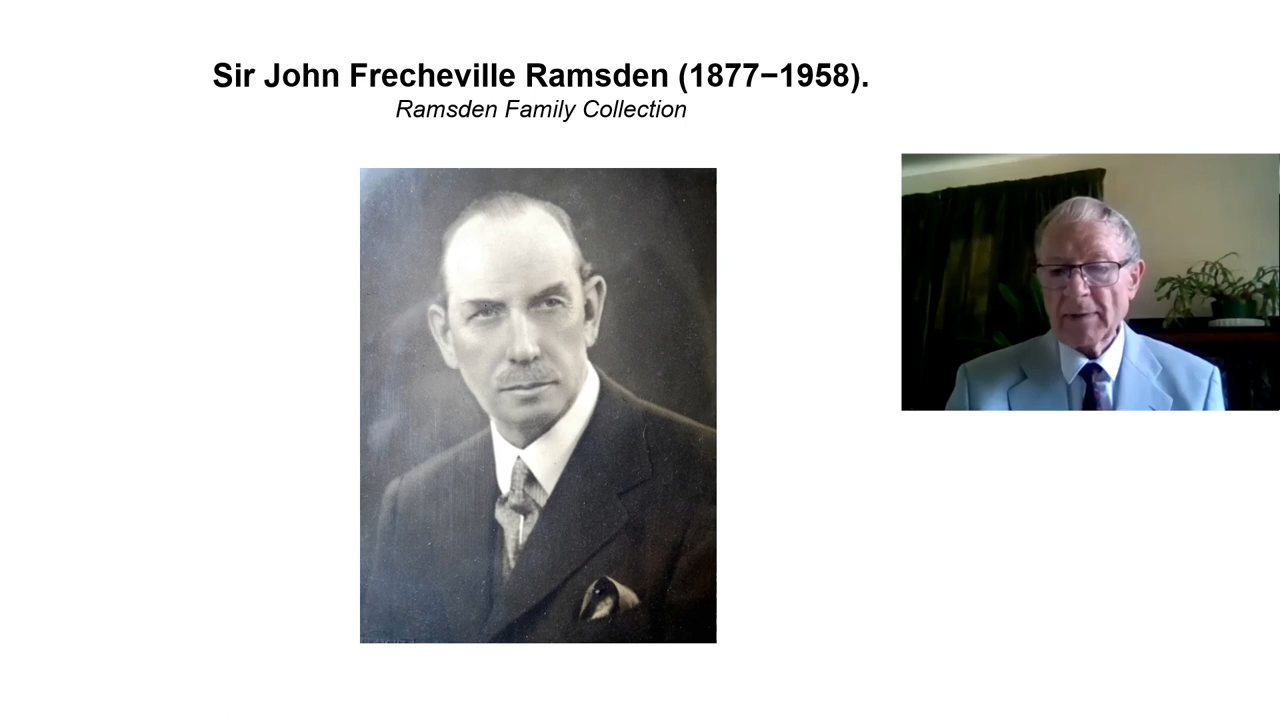 Sir John Frecheville Ramsden (1877−1958).
Ramsden Family Collection